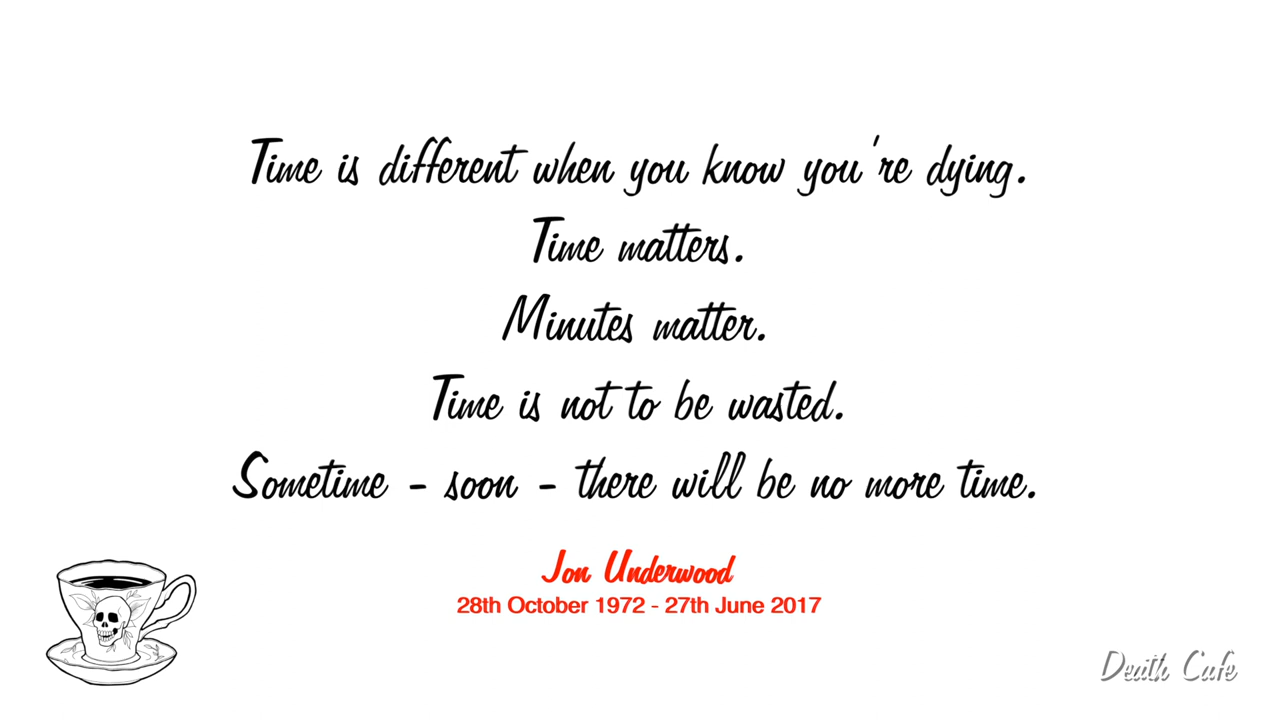 Time is different when you know you're dying.
Time matters.
Minutes matter.
Time is not to be wasted.
Sometime - soon - there will be no more time.
Jon Underwood
28th October 1972 - 27th June 2017
Death Cafe